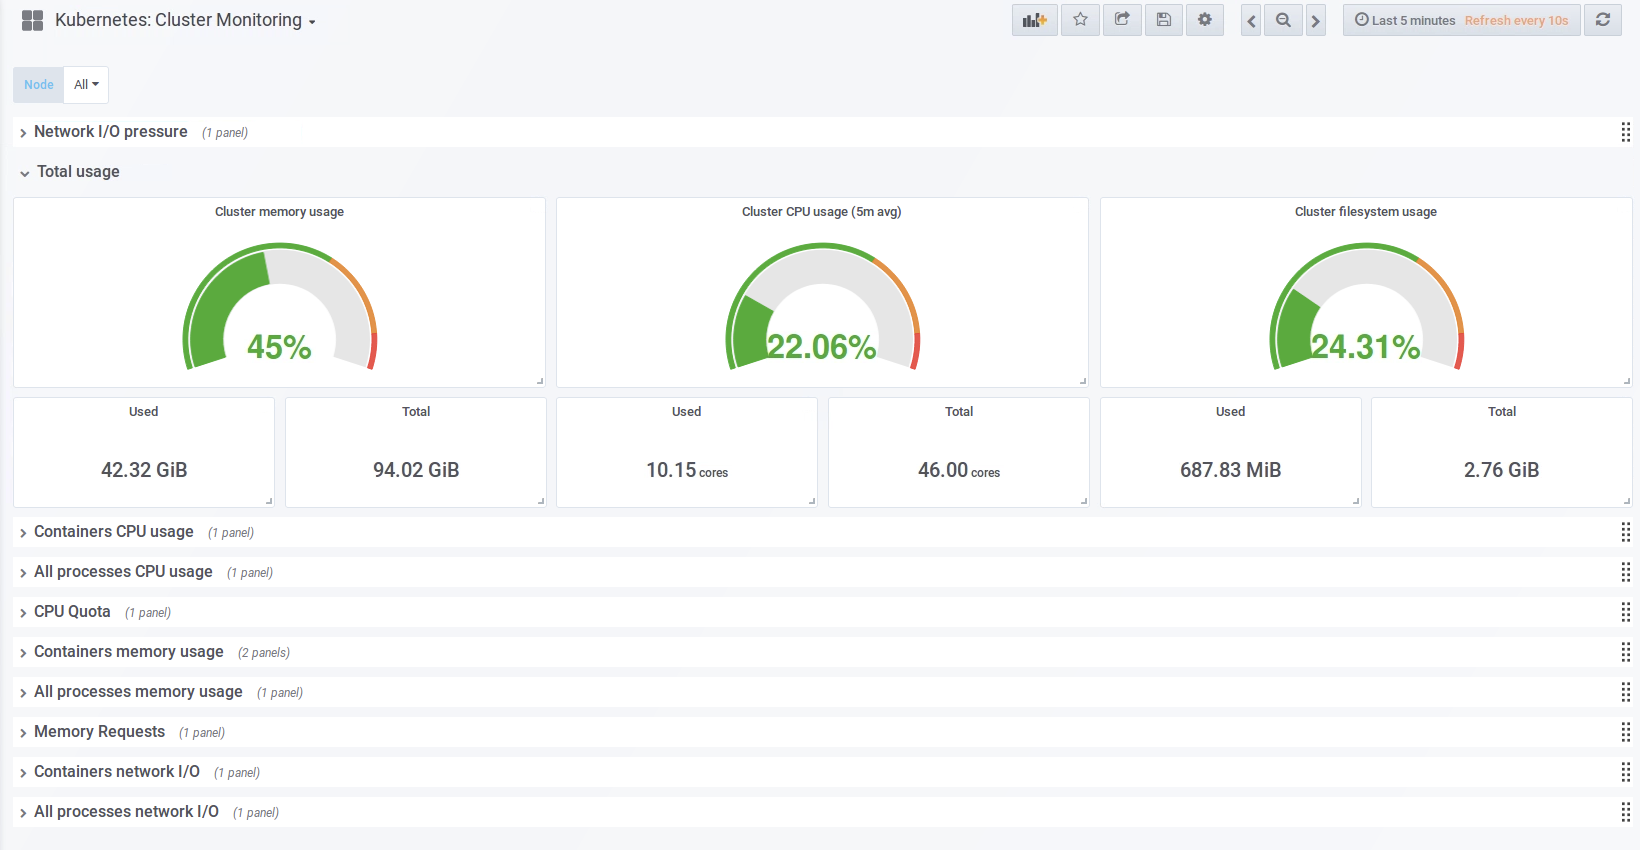 Kubernetes: Cluster Monitoring
Last 5 minutes Refresh every 10s
Node All
Network I/O pressure (1 panel)
Total usage
Cluster memory usage
45%
Cluster CPU usage (5m avg)
22.06%
Cluster filesystem usage
24.31%
Used
42.32 GiB
Total
94.02 GiB
Used
10.15 cores
Total
46.00 cores
Used
687.83 MiB
Total
2.76 GiB
Containers CPU usage (1 panel)
All processes CPU usage (1 panel)
CPU Quota (1 panel)
Containers memory usage (2 panels)
All processes memory usage (1 panel)
Memory Requests (1 panel)
Containers network I/O (1 panel)
All processes network I/O (1 panel)